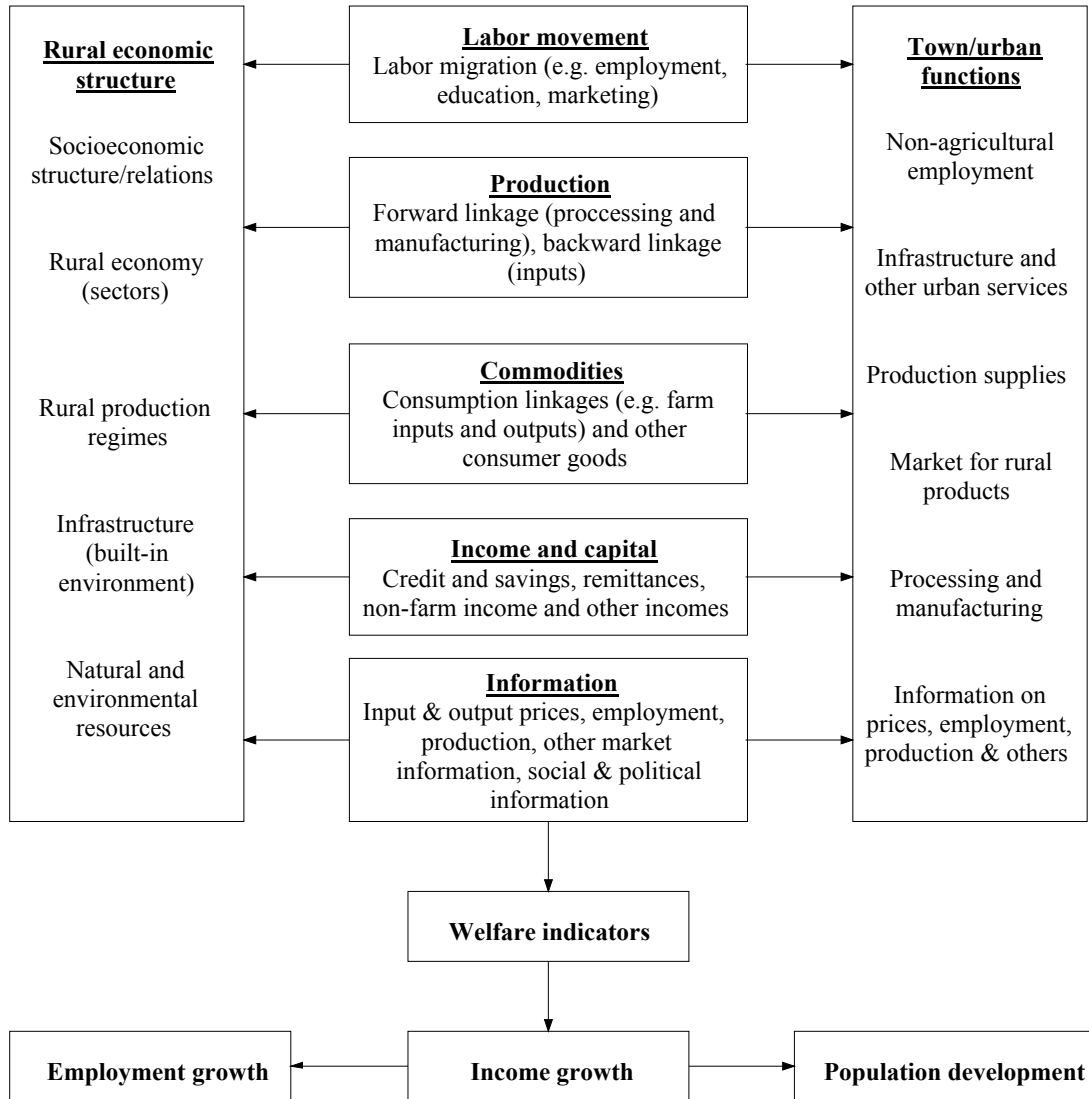 Rural economic
structure
Socioeconomic
structure/relations
Rural economy
(sectors)
Rural production
regimes
Infrastructure
(built-in
environment)
Natural and
environmental
resources
Labor movement
Labor migration (e.g. employment,
education, marketing)
Production
Forward linkage (proccessing and
manufacturing), backward linkage
(inputs)
Commodities
Consumption linkages (e.g. farm
inputs and outputs) and other
consumer goods
Income and capital
Credit and savings, remittances,
non-farm income and other incomes
Information
Input & output prices, employment,
production, other market
information, social & political
information
Town/urban
functions
Non-agricultural
employment
Infrastructure and
other urban services
Production supplies
Market for rural
products
Processing and
manufacturing
Information on
prices, employment,
production & others
Welfare indicators
Employment growth
Income growth
Population development